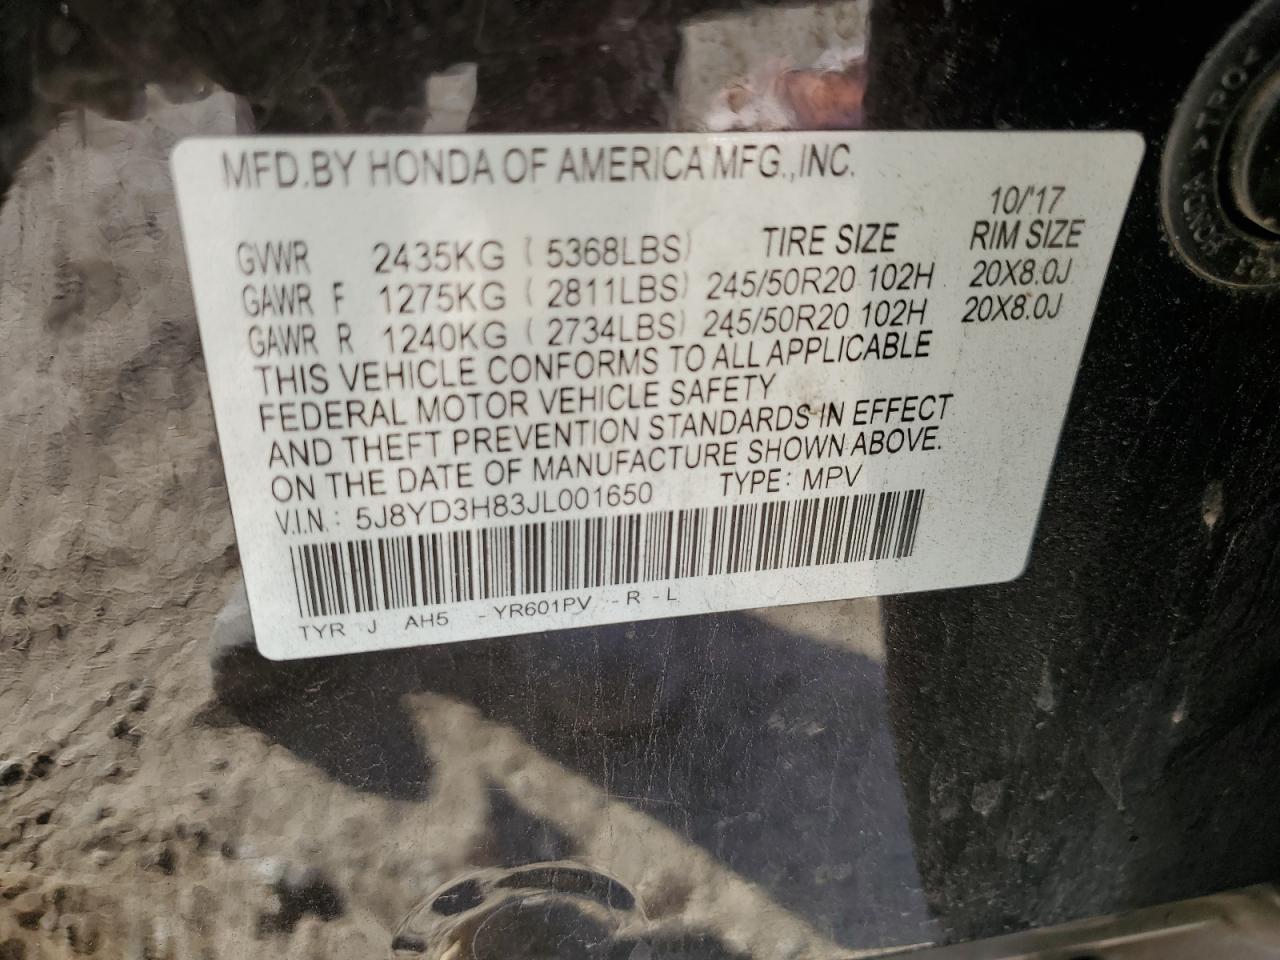 MFD.BY HONDA OF AMERICA MFG.,INC.
10/'17
GVWR 2435KG ( 5368LBS) TIRE SIZE RIM SIZE
GAWR F 1275KG ( 2811LBS) 245/50R20 102H 20X8.0J
GAWR R 1240KG ( 2734LBS) 245/50R20 102H 20X8.0J
THIS VEHICLE CONFORMS TO ALL APPLICABLE
FEDERAL MOTOR VEHICLE SAFETY
AND THEFT PREVENTION STANDARDS IN EFFECT
ON THE DATE OF MANUFACTURE SHOWN ABOVE.
V.I.N.: 5J8YD3H83JL001650 TYPE: MPV
TYR J AH5 -YR601PV -R -L